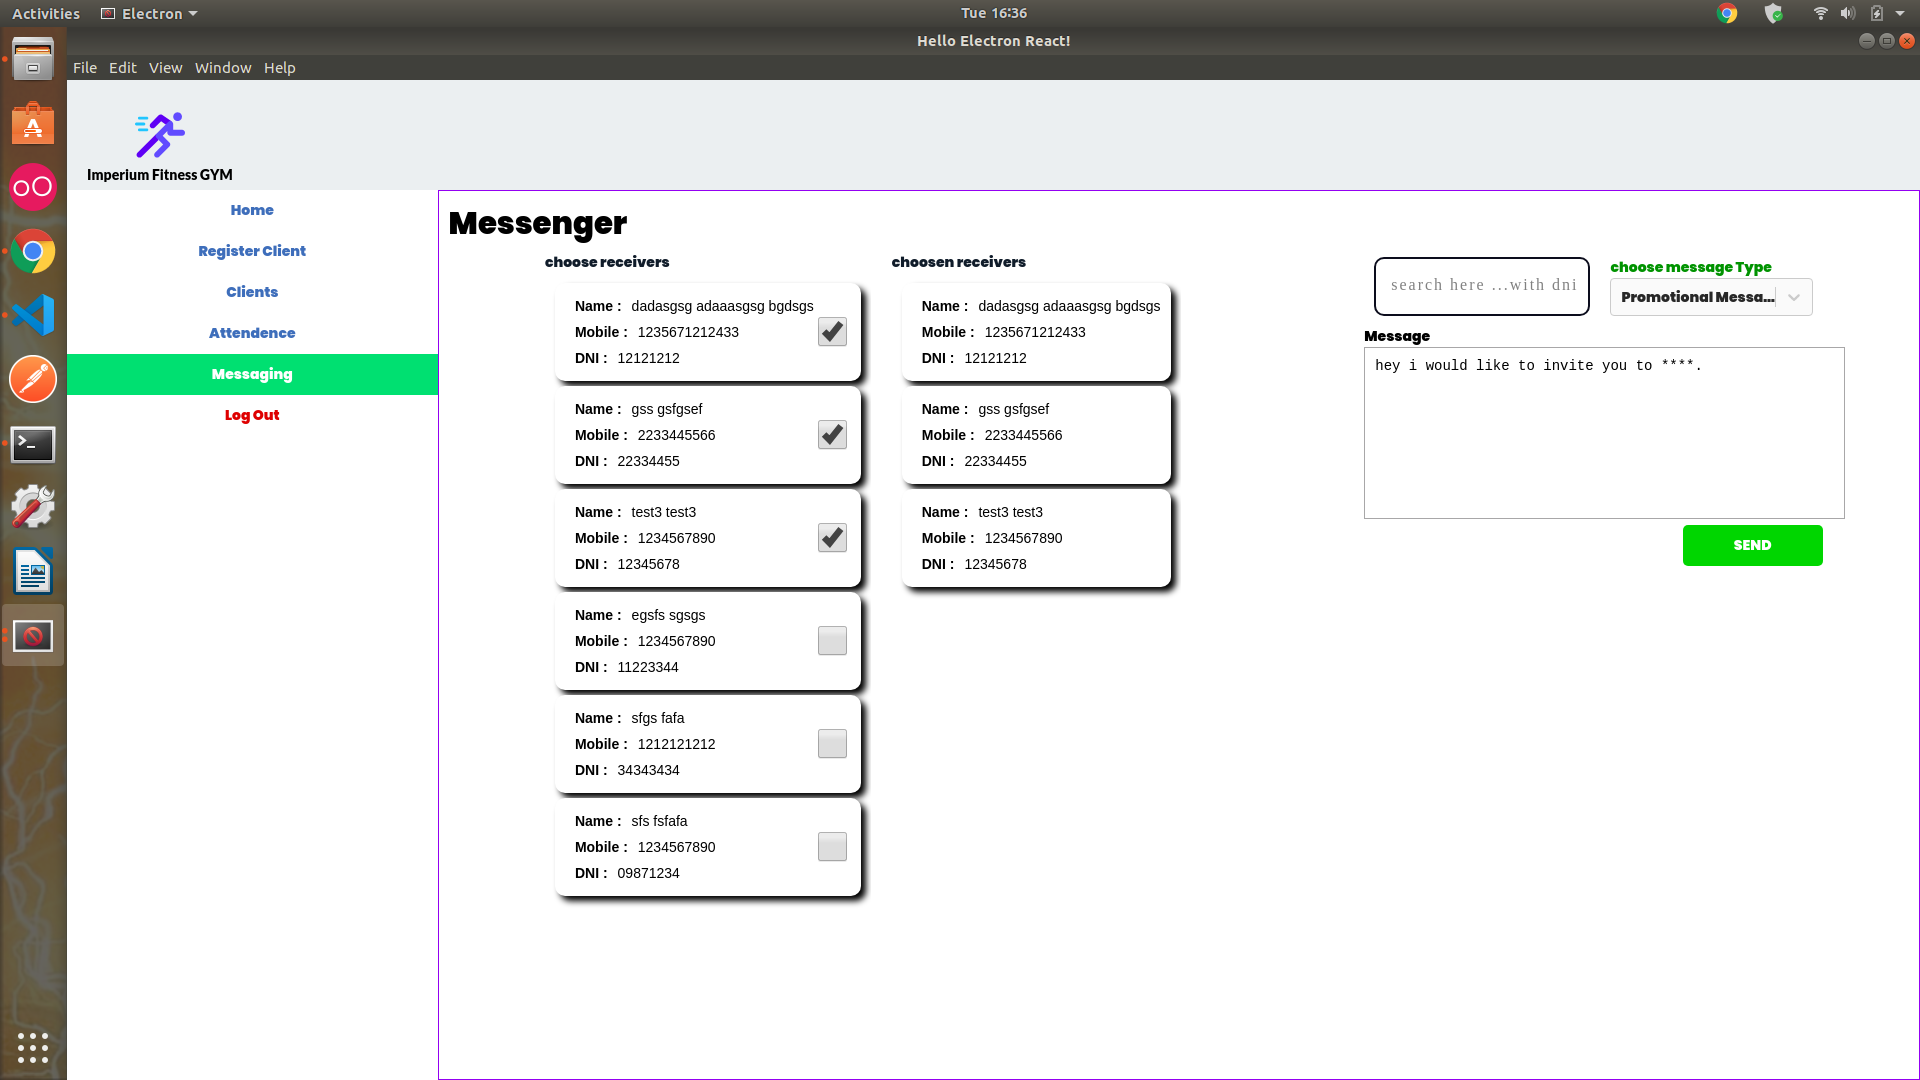 Activities
Electron
Tue 16:36
Hello Electron React!
File Edit View Window Help
Imperium Fitness GYM
Home
Register Client
Clients
Attendence
Messaging
Log Out
Messenger
choose receivers
Name : dadasgsg adaaasgsg bgdsgs
Mobile : 1235671212433
DNI : 12121212
Name : gss gsfgsef
Mobile : 2233445566
DNI : 22334455
Name : test3 test3
Mobile : 1234567890
DNI : 12345678
Name : egsfs sgsgs
Mobile : 1234567890
DNI : 11223344
Name : sfgs fafa
Mobile : 1212121212
DNI : 34343434
Name : sfs fsfafa
Mobile : 1234567890
DNI : 09871234
choosen receivers
Name : dadasgsg adaaasgsg bgdsgs
Mobile : 1235671212433
DNI : 12121212
Name : gss gsfgsef
Mobile : 2233445566
DNI : 22334455
Name : test3 test3
Mobile : 1234567890
DNI : 12345678
search here ...with dni
choose message Type
Promotional Messa...
Message
hey i would like to invite you to ****.
SEND